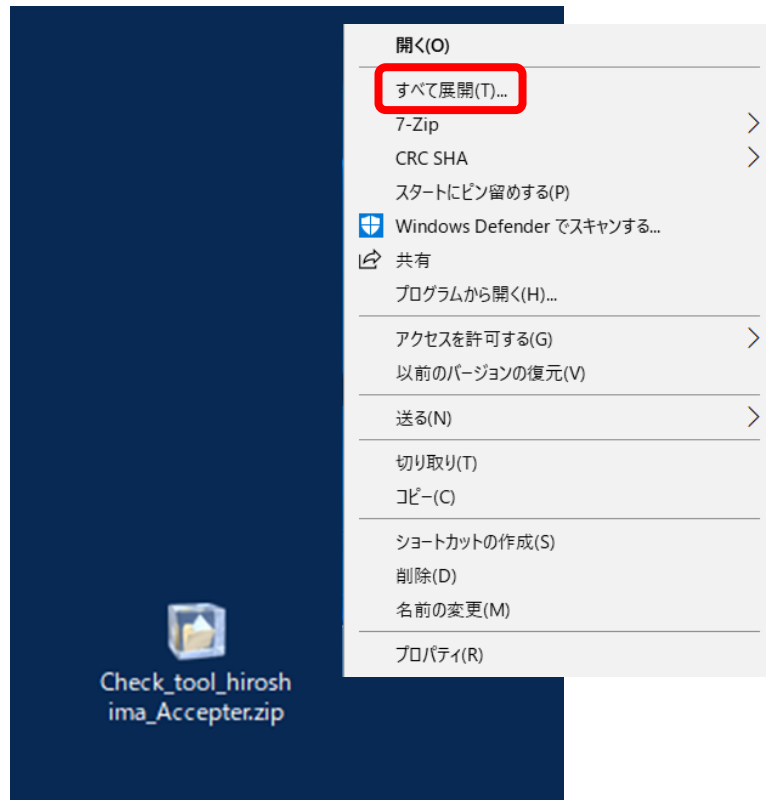 開く(O)
すべて展開(T)...
7-Zip
CRC SHA
スタートにピン留めする(P)
Windows Defender でスキャンする...
共有
プログラムから開く(H)...
アクセスを許可する(G)
以前のバージョンの復元(V)
送る(N)
切り取り(T)
コピー(C)
ショートカットの作成(S)
削除(D)
名前の変更(M)
プロパティ(R)
Check_tool_hirosh
ima_Accepter.zip